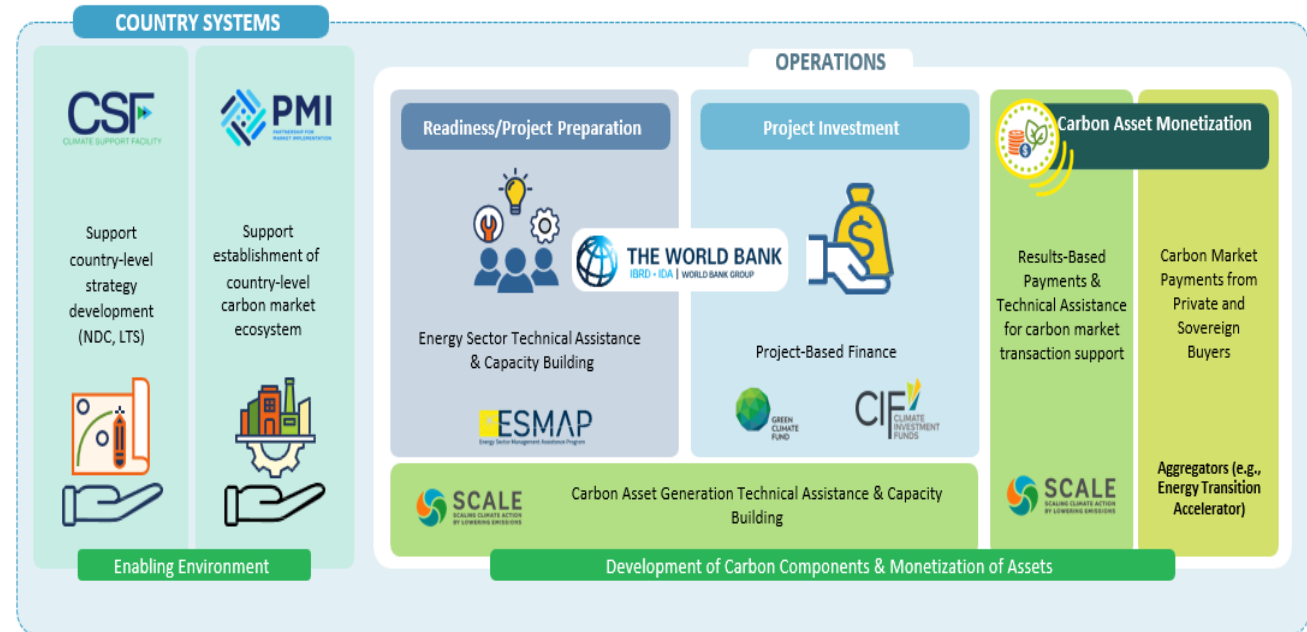 COUNTRY SYSTEMS
CSF
CLIMATE SUPPORT FACILITY
Support
country-level
strategy
development
(NDC, LTS)
PMI
PARTNERSHIP FOR
MARKET IMPLEMENTATION
Support
establishment of
country-level
carbon market
ecosystem
Enabling Environment
OPERATIONS
Readiness/Project Preparation
Energy Sector Technical Assistance
& Capacity Building
ESMAP
Energy Sector Management Assistance Program
THE WORLD BANK
IBRD • IDA | WORLD BANK GROUP
Project Investment
$
Project-Based Finance
GREEN
CLIMATE
FUND
CIF
CLIMATE
INVESTMENT
FUNDS
SCALE
SCALING CLIMATE ACTION
BY LOWERING EMISSIONS
Carbon Asset Generation Technical Assistance & Capacity
Building
$
Carbon Asset Monetization
Results-Based
Payments &
Technical Assistance
for carbon market
transaction support
SCALE
SCALING CLIMATE ACTION
BY LOWERING EMISSIONS
Carbon Market
Payments from
Private and
Sovereign
Buyers
Aggregators (e.g.,
Energy Transition
Accelerator)
Development of Carbon Components & Monetization of Assets